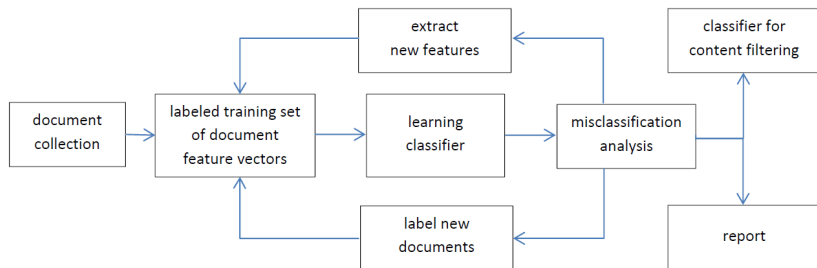 extract
new features
classifier for
content filtering
document
collection
labeled training set
of document
feature vectors
learning
classifier
misclassification
analysis
label new
documents
report